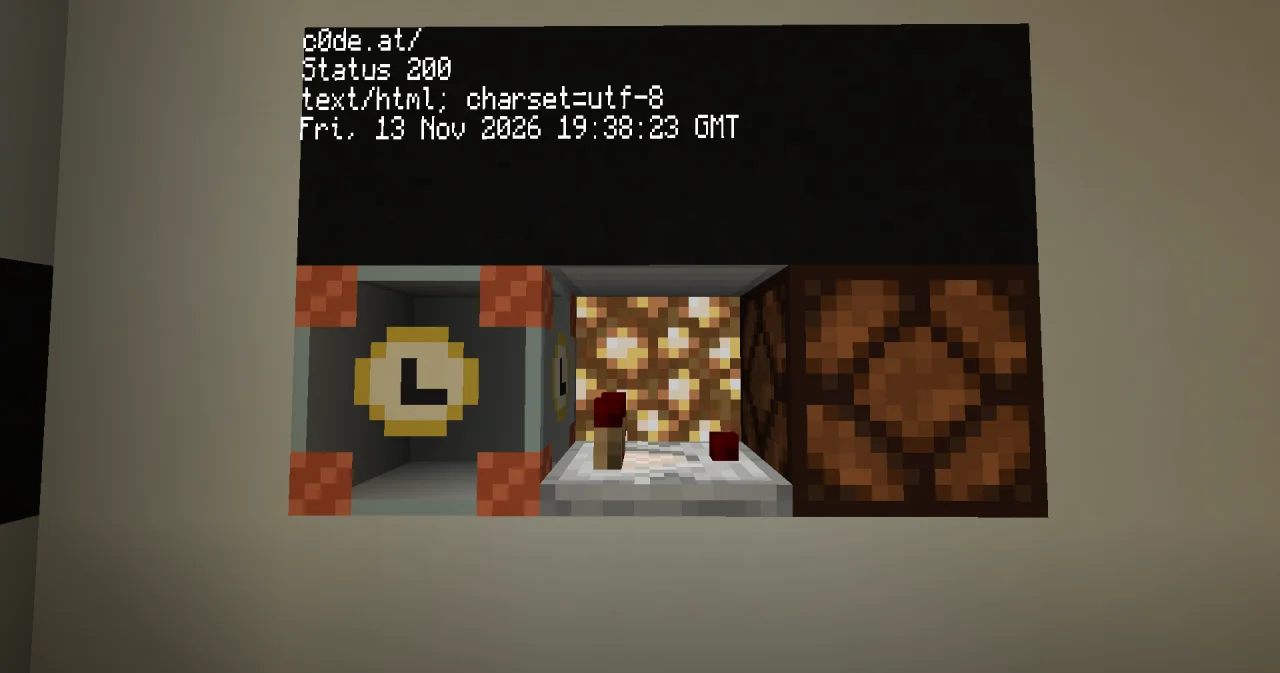 c0de.at/
Status 200
text/html; charset=utf-8
Fri, 13 Nov 2026 19:38:23 GMT